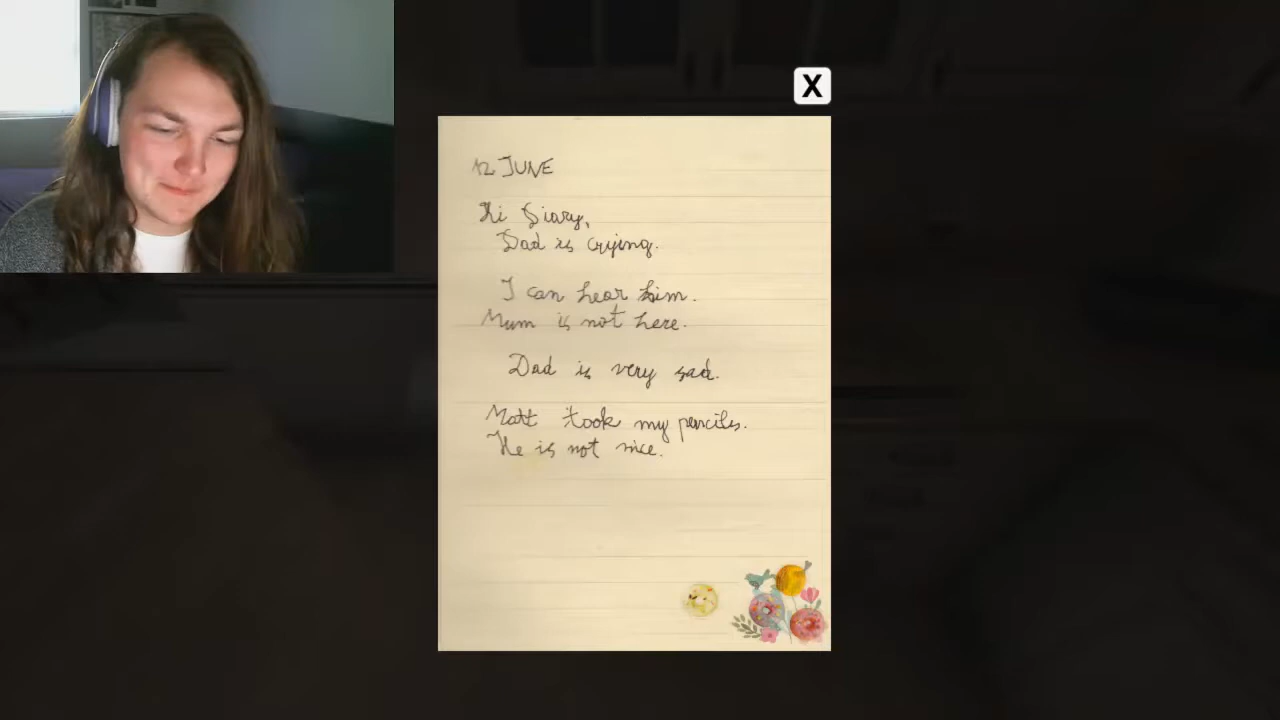 X
12 JUNE
Hi Diary,
Dad is crying.
I can hear him.
Mum is not here.
Dad is very sad.
Matt took my pencils.
He is not nice.